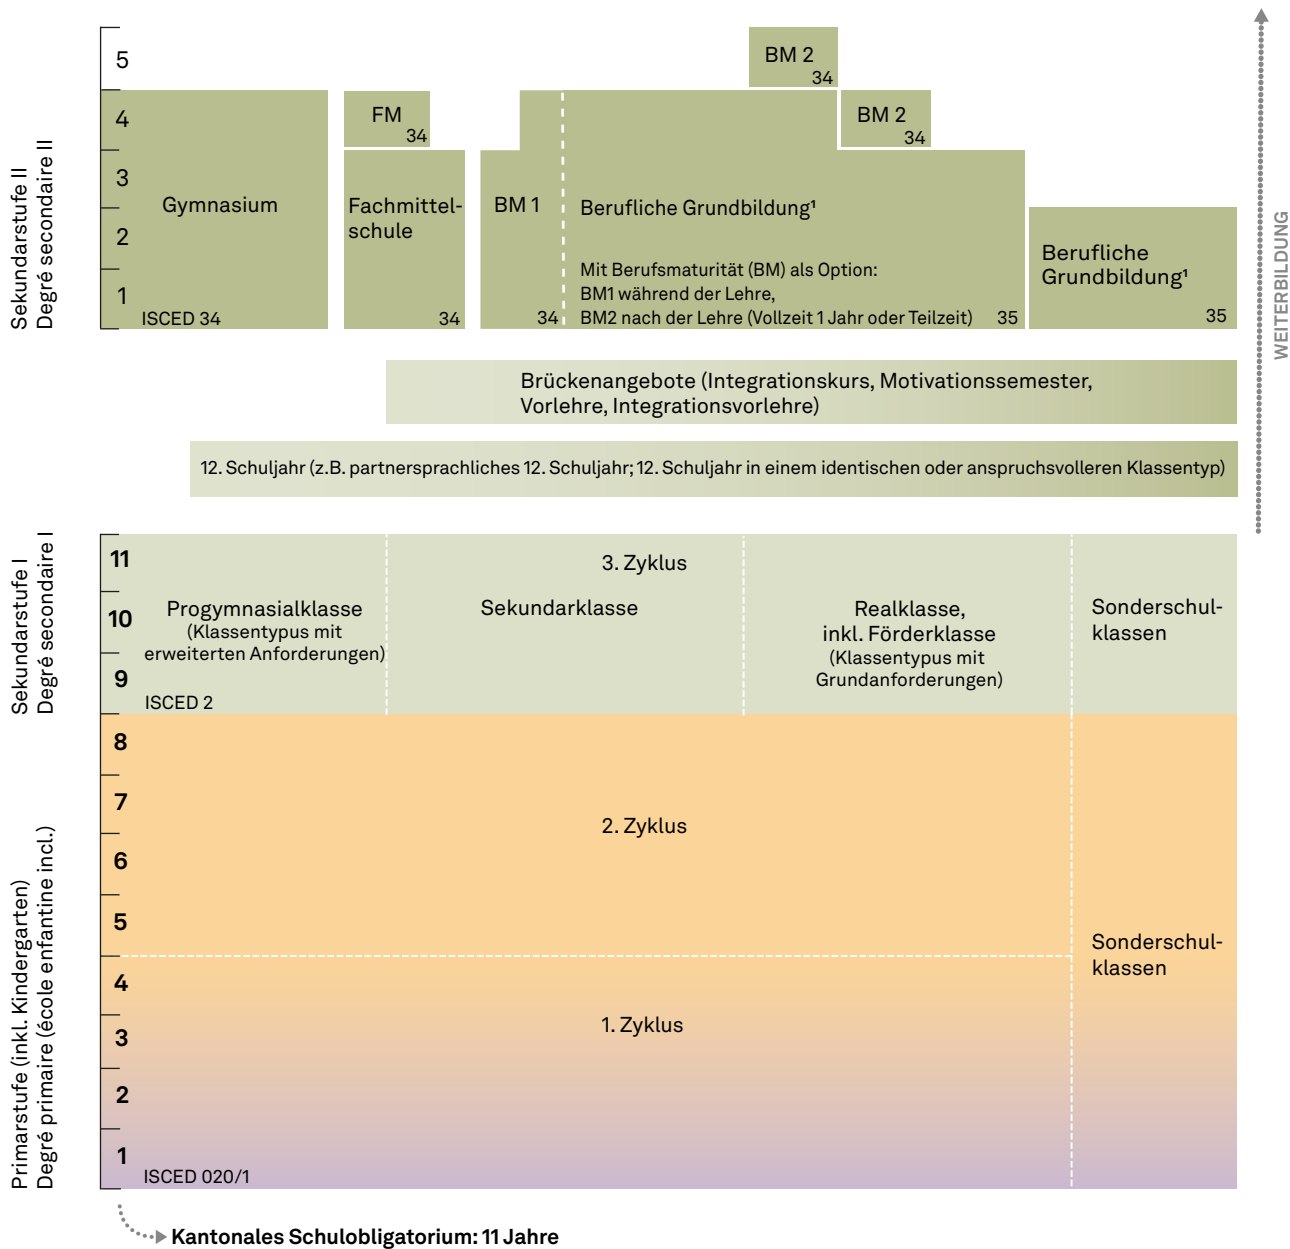 5
4
3
2
1
Sekundarstufe II
Degré secondaire II
BM 2
34
FM
34
BM 2
34
Gymnasium
ISCED 34
Fachmittel-
schule
34
BM 1
34
Berufliche Grundbildung¹
Mit Berufsmaturität (BM) als Option:
BM1 während der Lehre,
BM2 nach der Lehre (Vollzeit 1 Jahr oder Teilzeit)
35
Berufliche
Grundbildung¹
35
WEITERBILDUNG
Brückenangebote (Integrationskurs, Motivationssemester,
Vorlehre, Integrationsvorlehre)
12. Schuljahr (z.B. partnersprachliches 12. Schuljahr; 12. Schuljahr in einem identischen oder anspruchsvolleren Klassentyp)
Sekundarstufe I
Degré secondaire I
11
10
9
3. Zyklus
Progymnasialklasse
(Klassentypus mit
erweiterten Anforderungen)
ISCED 2
Sekundarklasse
Realklasse,
inkl. Förderklasse
(Klassentypus mit
Grundanforderungen)
Sonderschul-
klassen
Primarstufe (inkl. Kindergarten)
Degré primaire (école enfantine incl.)
8
7
6
5
4
3
2
1
2. Zyklus
1. Zyklus
Sonderschul-
klassen
ISCED 020/1
Kantonales Schulobligatorium: 11 Jahre